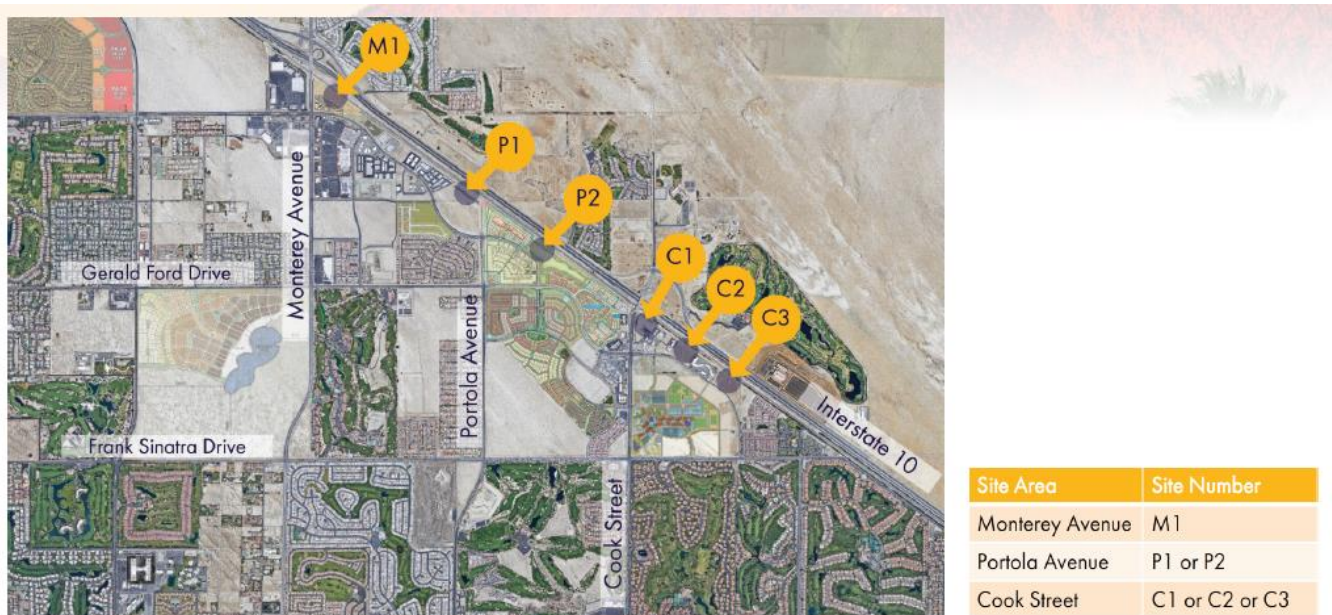 M1
P1
P2
C1
C2
C3
Monterey Avenue
Gerald Ford Drive
Portola Avenue
Frank Sinatra Drive
Cook Street
Interstate 10
H
Site Area Site Number
Monterey Avenue M1
Portola Avenue P1 or P2
Cook Street C1 or C2 or C3